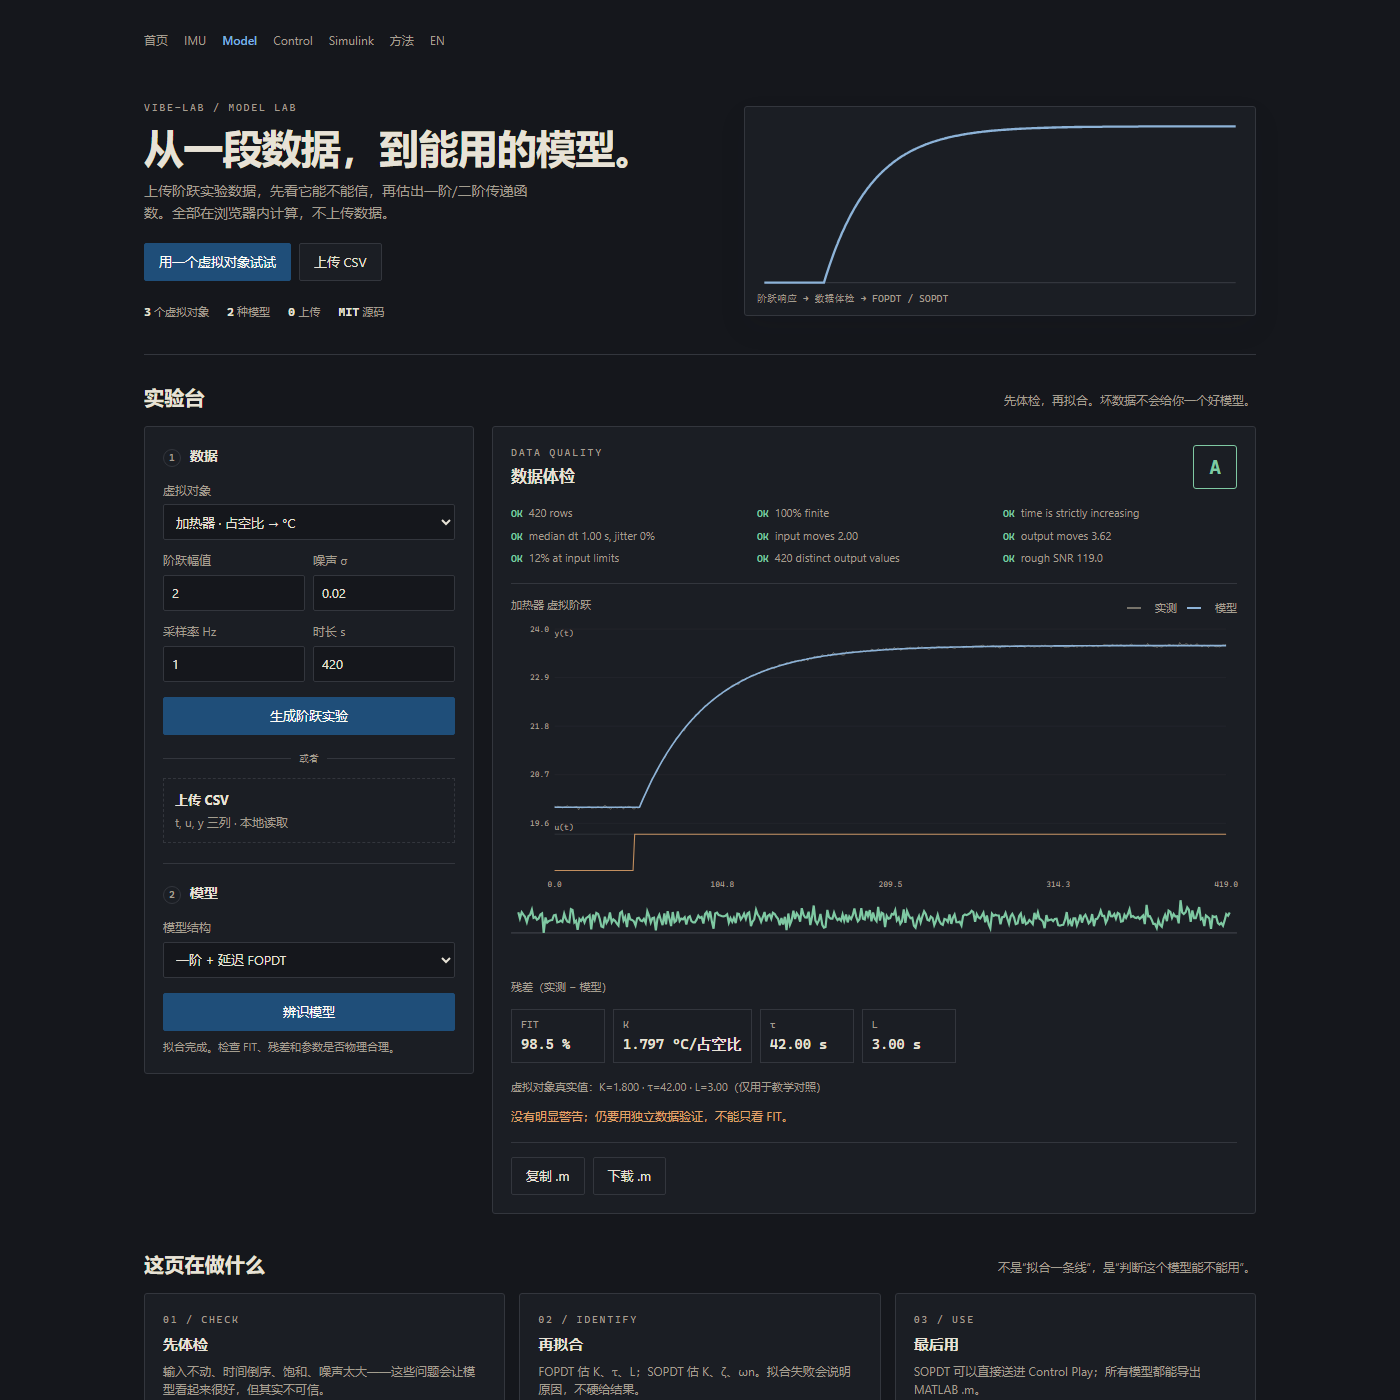 首页 IMU Model Control Simulink 方法 EN
VIBE-LAB / MODEL LAB
从一段数据，到能用的模型。
上传阶跃实验数据，先看它能不能信，再估出一阶/二阶传递函
数。全部在浏览器内计算，不上传数据。
用一个虚拟对象试试 上传 CSV
3 个虚拟对象 2 种模型 0 上传 MIT 源码
阶跃响应 → 数据体检 → FOPDT / SOPDT
实验台
先体检，再拟合。坏数据不会给你一个好模型。
1 数据
虚拟对象
加热器 · 占空比 → °C
阶跃幅值 噪声 σ
2 0.02
采样率 Hz 时长 s
1 420
生成阶跃实验
或者
上传 CSV
t, u, y 三列 · 本地读取
2 模型
模型结构
一阶 + 延迟 FOPDT
辨识模型
拟合完成。检查 FIT、残差和参数是否物理合理。
DATA QUALITY
数据体检
A
OK 420 rows OK 100% finite OK time is strictly increasing
OK median dt 1.00 s, jitter 0% OK input moves 2.00 OK output moves 3.62
OK 12% at input limits OK 420 distinct output values OK rough SNR 119.0
加热器 虚拟阶跃
实测 模型
24.0 y(t)
22.9
21.8
20.7
19.6 u(t)
0.0 104.8 209.5 314.3 419.0
残差（实测 − 模型）
FIT K τ L
98.5 % 1.797 °C/占空比 42.00 s 3.00 s
虚拟对象真实值：K=1.800 · τ=42.00 · L=3.00（仅用于教学对照）
没有明显警告；仍要用独立数据验证，不能只看 FIT。
复制 .m 下载 .m
这页在做什么
不是“拟合一条线”，是“判断这个模型能不能用”。
01 / CHECK
先体检
输入不动、时间倒序、饱和、噪声太大——这些问题会让模
型看起来很好，但其实不可信。
02 / IDENTIFY
再拟合
FOPDT 估 K、τ、L；SOPDT 估 K、ζ、ωn。拟合失败会说明
原因，不硬给结果。
03 / USE
最后用
SOPDT 可以直接送进 Control Play；所有模型都能导出
MATLAB .m。